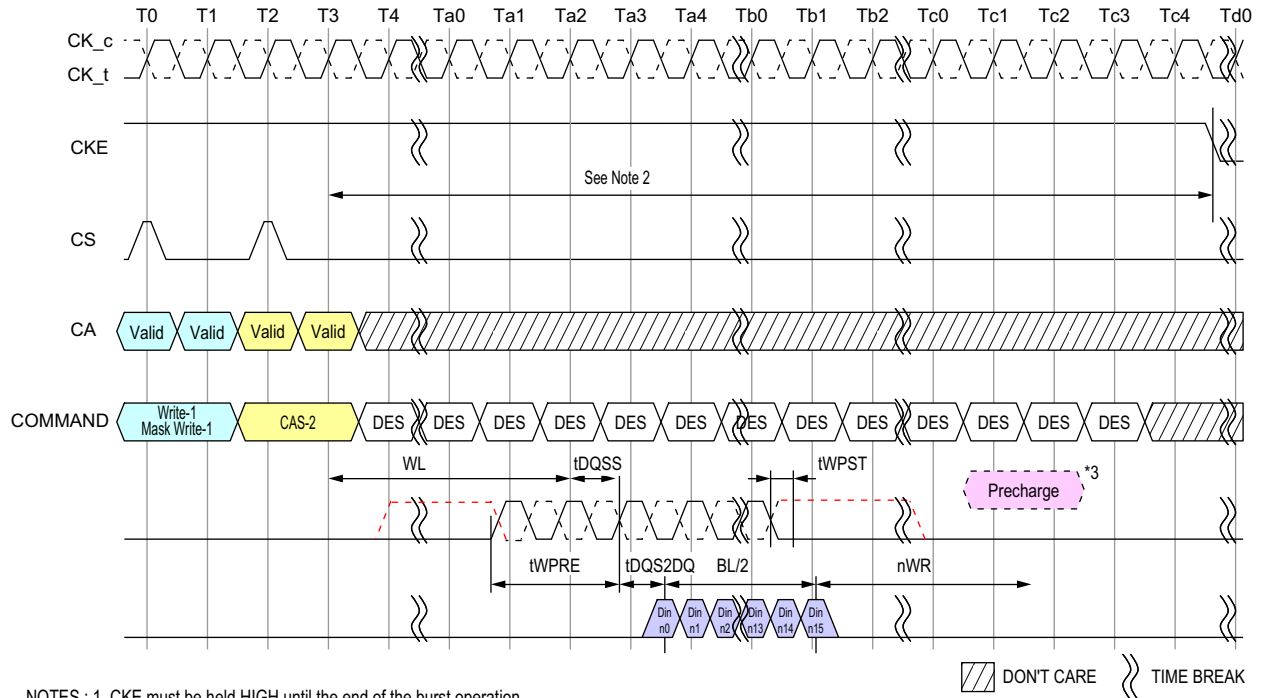 T0 T1 T2 T3 T4 Ta0 Ta1 Ta2 Ta3 Ta4 Tb0 Tb1 Tb2 Tc0 Tc1 Tc2 Tc3 Tc4 Td0
CK_c
CK_t
CKE
See Note 2
CS
CA Valid Valid Valid Valid
COMMAND Write-1 Mask Write-1 CAS-2 DES DES DES DES DES DES DES DES DES DES DES DES DES
WL tDQSS tWPST
Precharge *3
tWPRE tDQS2DQ BL/2 nWR
Din n0 Din n1 Din n2 Din n13 Din n14 Din n15
DON'T CARE TIME BREAK
NOTES : 1. CKE must be held HIGH until the end of the burst operation